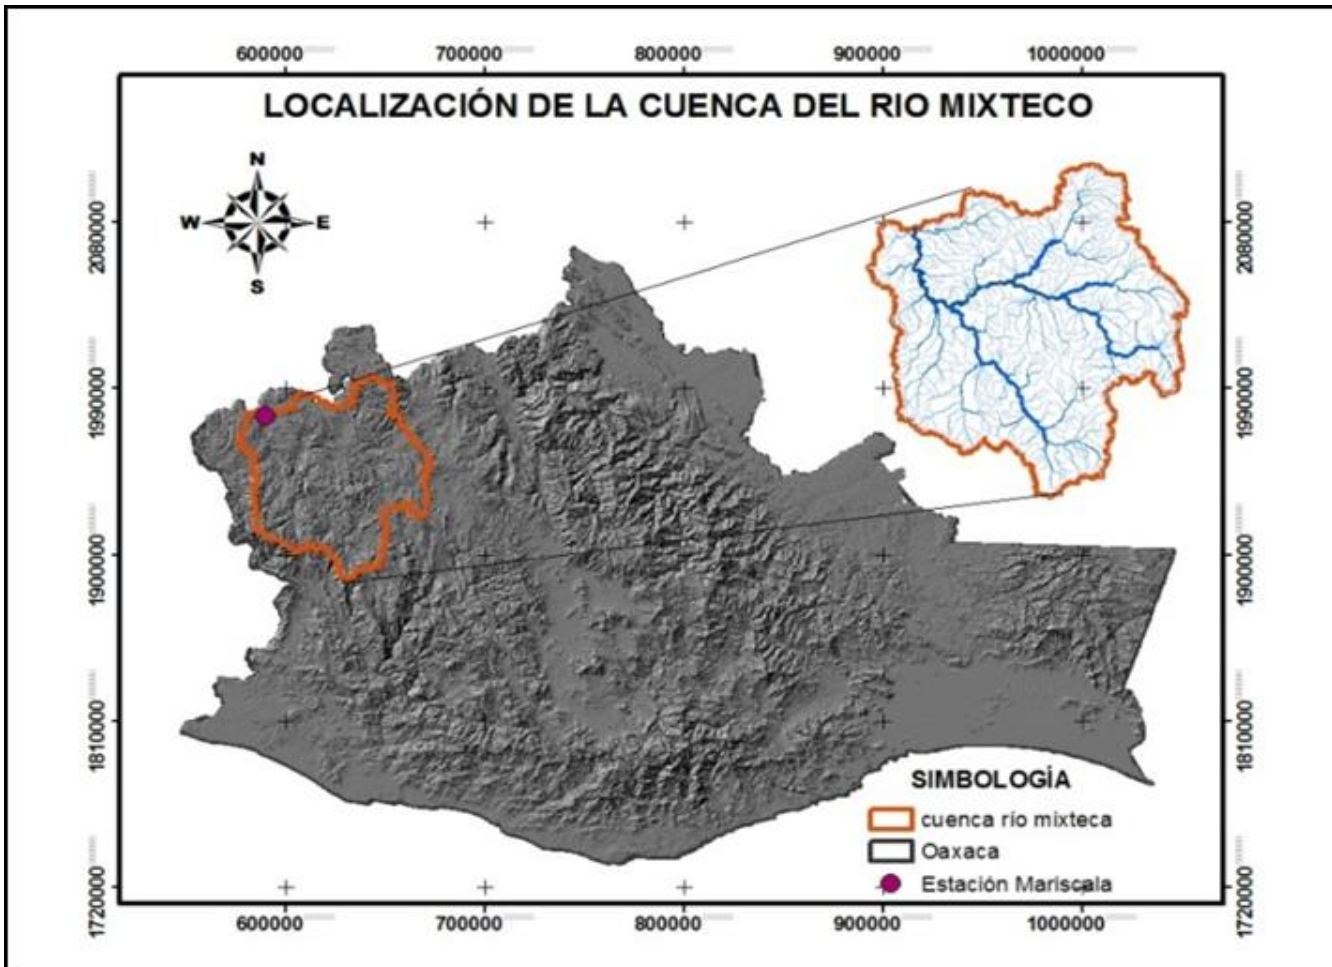 600000 700000 800000 900000 1000000
LOCALIZACIÓN DE LA CUENCA DEL RIO MIXTECO
N
W E
S
2080000
1990000
1900000
1810000
1720000
2080000
1990000
1900000
1810000
1720000
SIMBOLOGÍA
cuenca río mixteca
Oaxaca
Estación Mariscala
600000 700000 800000 900000 1000000